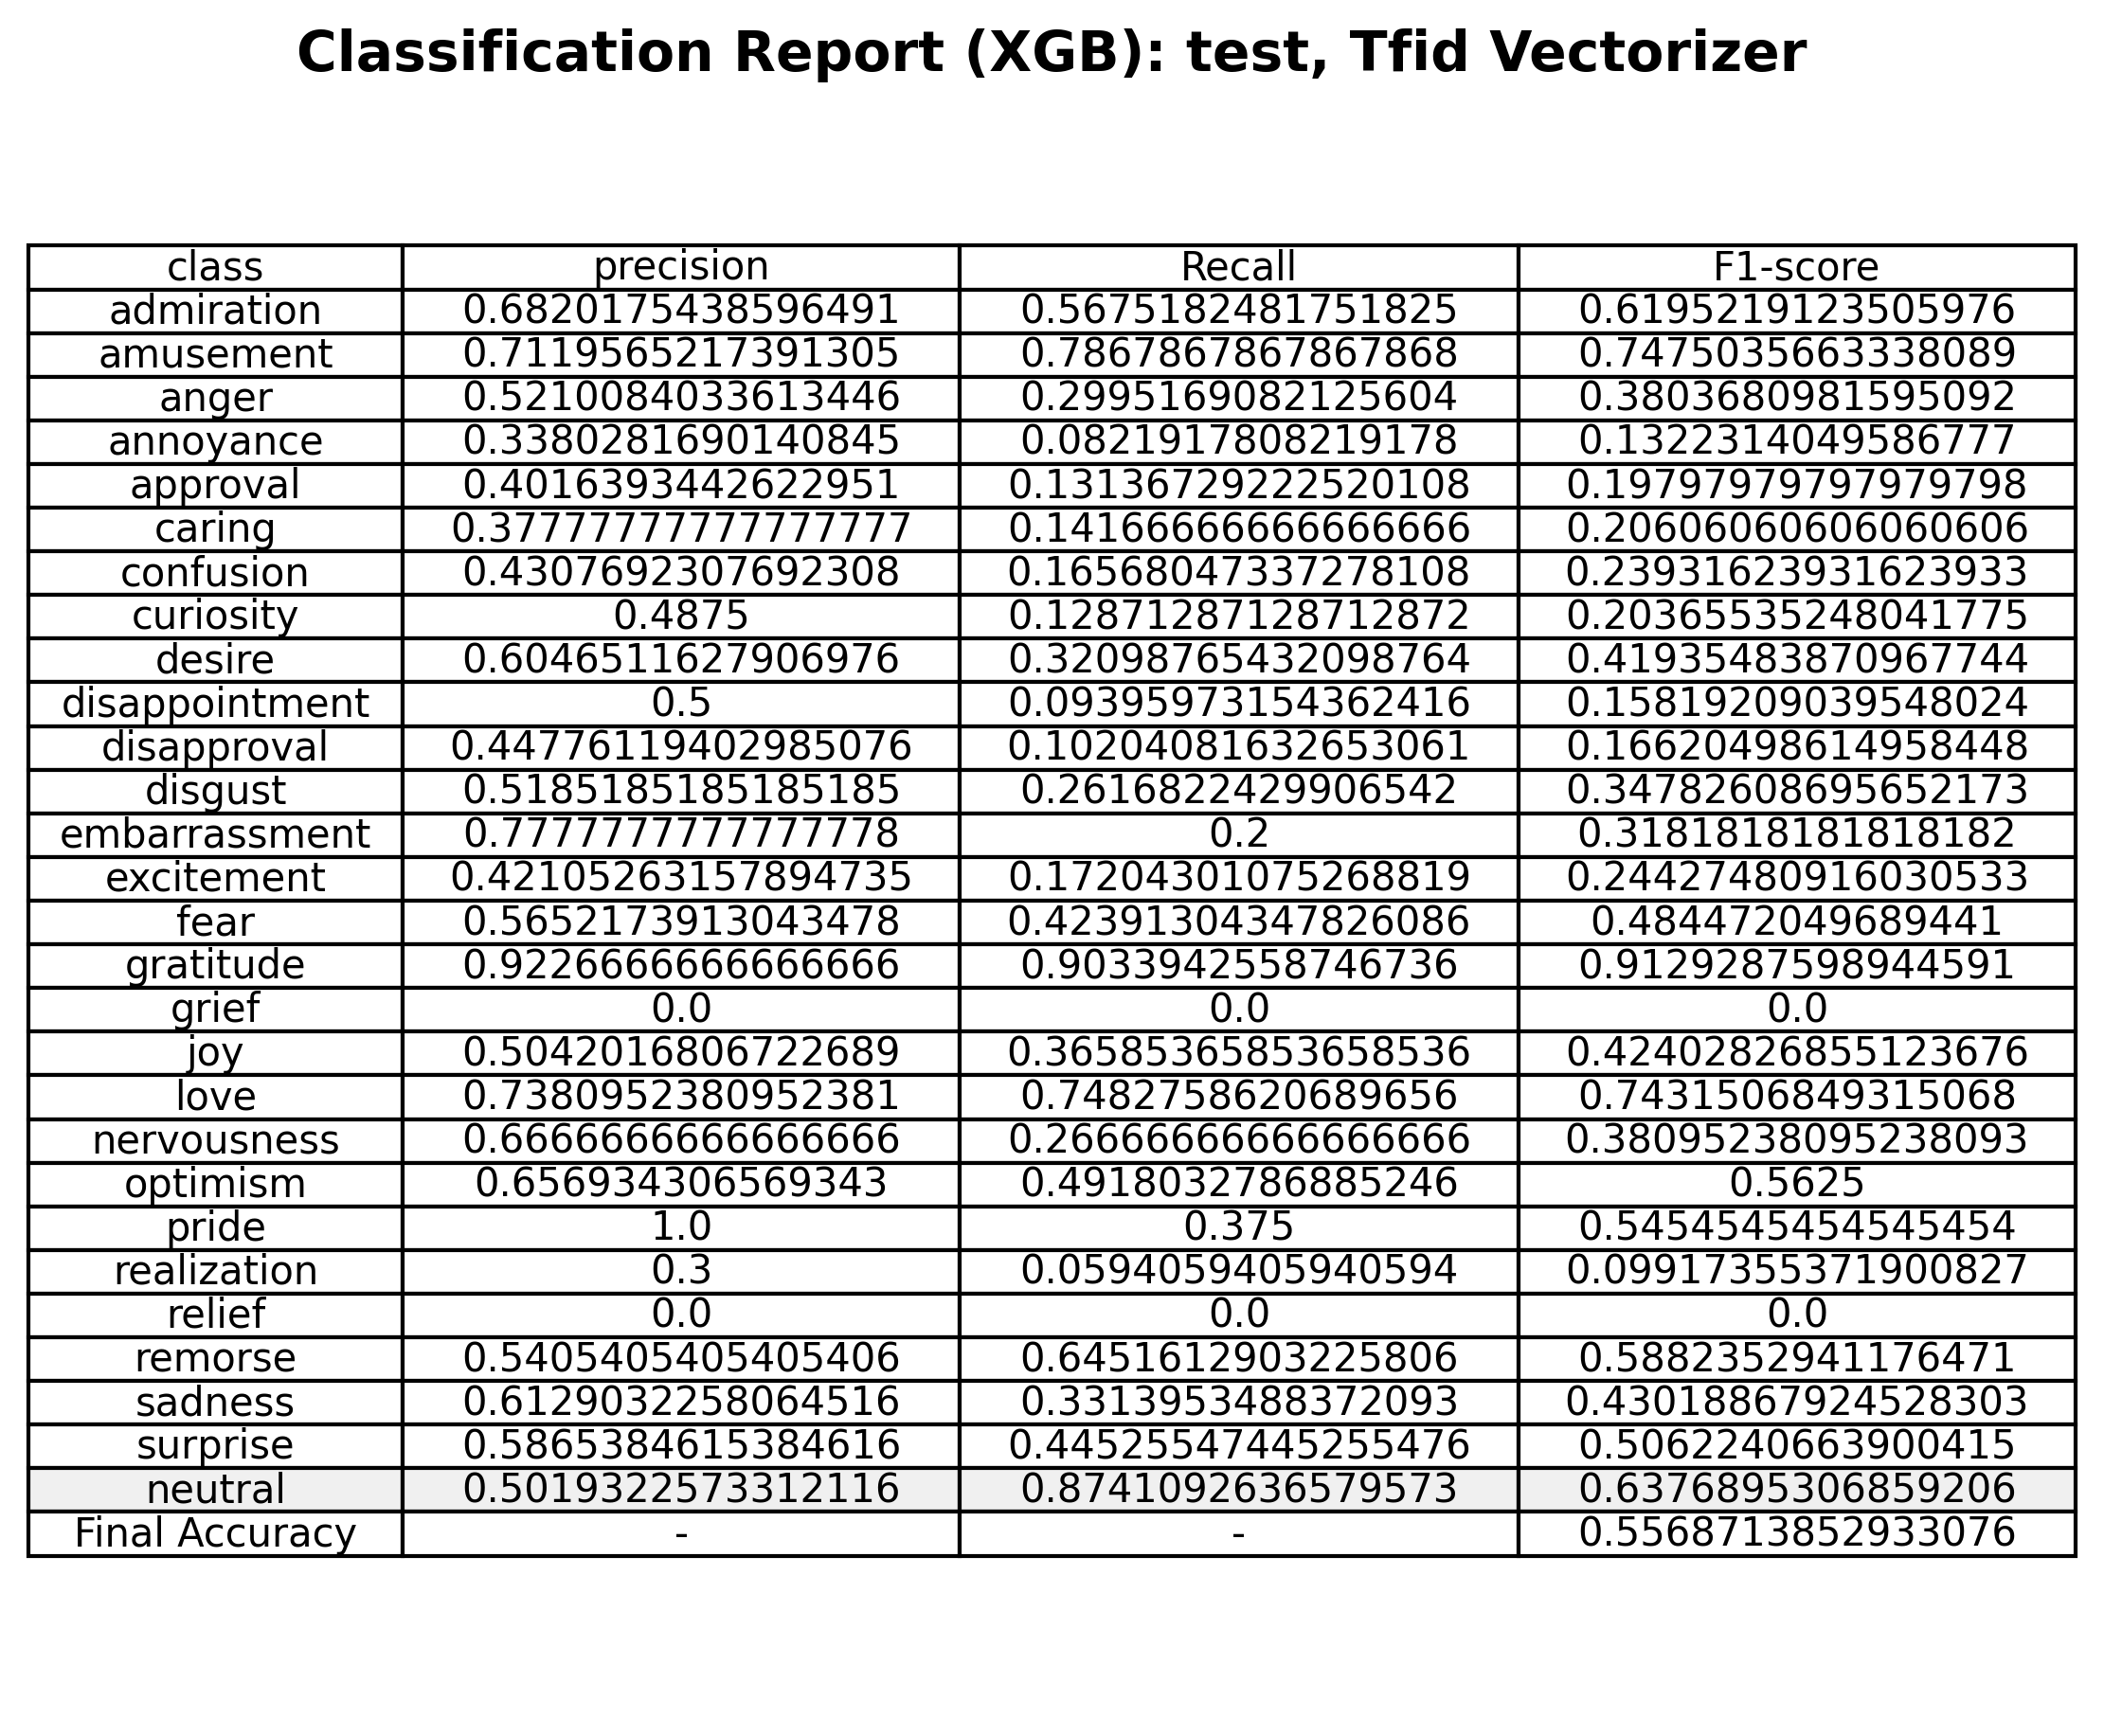 Classification Report (XGB): test, Tfid Vectorizer
class precision Recall F1-score
admiration 0.6820175438596491 0.5675182481751825 0.6195219123505976
amusement 0.7119565217391305 0.7867867867867868 0.7475035663338089
anger 0.5210084033613446 0.2995169082125604 0.3803680981595092
annoyance 0.3380281690140845 0.0821917808219178 0.1322314049586777
approval 0.4016393442622951 0.13136729222520108 0.19797979797979798
caring 0.37777777777777777 0.14166666666666666 0.20606060606060606
confusion 0.4307692307692308 0.16568047337278108 0.23931623931623933
curiosity 0.4875 0.12871287128712872 0.20365535248041775
desire 0.6046511627906976 0.32098765432098764 0.41935483870967744
disappointment 0.5 0.09395973154362416 0.15819209039548024
disapproval 0.44776119402985076 0.10204081632653061 0.16620498614958448
disgust 0.5185185185185185 0.2616822429906542 0.34782608695652173
embarrassment 0.7777777777777778 0.2 0.3181818181818182
excitement 0.42105263157894735 0.17204301075268819 0.24427480916030533
fear 0.5652173913043478 0.42391304347826086 0.484472049689441
gratitude 0.9226666666666666 0.9033942558746736 0.9129287598944591
grief 0.0 0.0 0.0
joy 0.5042016806722689 0.36585365853658536 0.42402826855123676
love 0.7380952380952381 0.7482758620689656 0.7431506849315068
nervousness 0.6666666666666666 0.26666666666666666 0.38095238095238093
optimism 0.656934306569343 0.4918032786885246 0.5625
pride 1.0 0.375 0.5454545454545454
realization 0.3 0.0594059405940594 0.09917355371900827
relief 0.0 0.0 0.0
remorse 0.5405405405405406 0.6451612903225806 0.5882352941176471
sadness 0.6129032258064516 0.3313953488372093 0.43018867924528303
surprise 0.5865384615384616 0.44525547445255476 0.5062240663900415
neutral 0.5019322573312116 0.8741092636579573 0.6376895306859206
Final Accuracy - - 0.5568713852933076